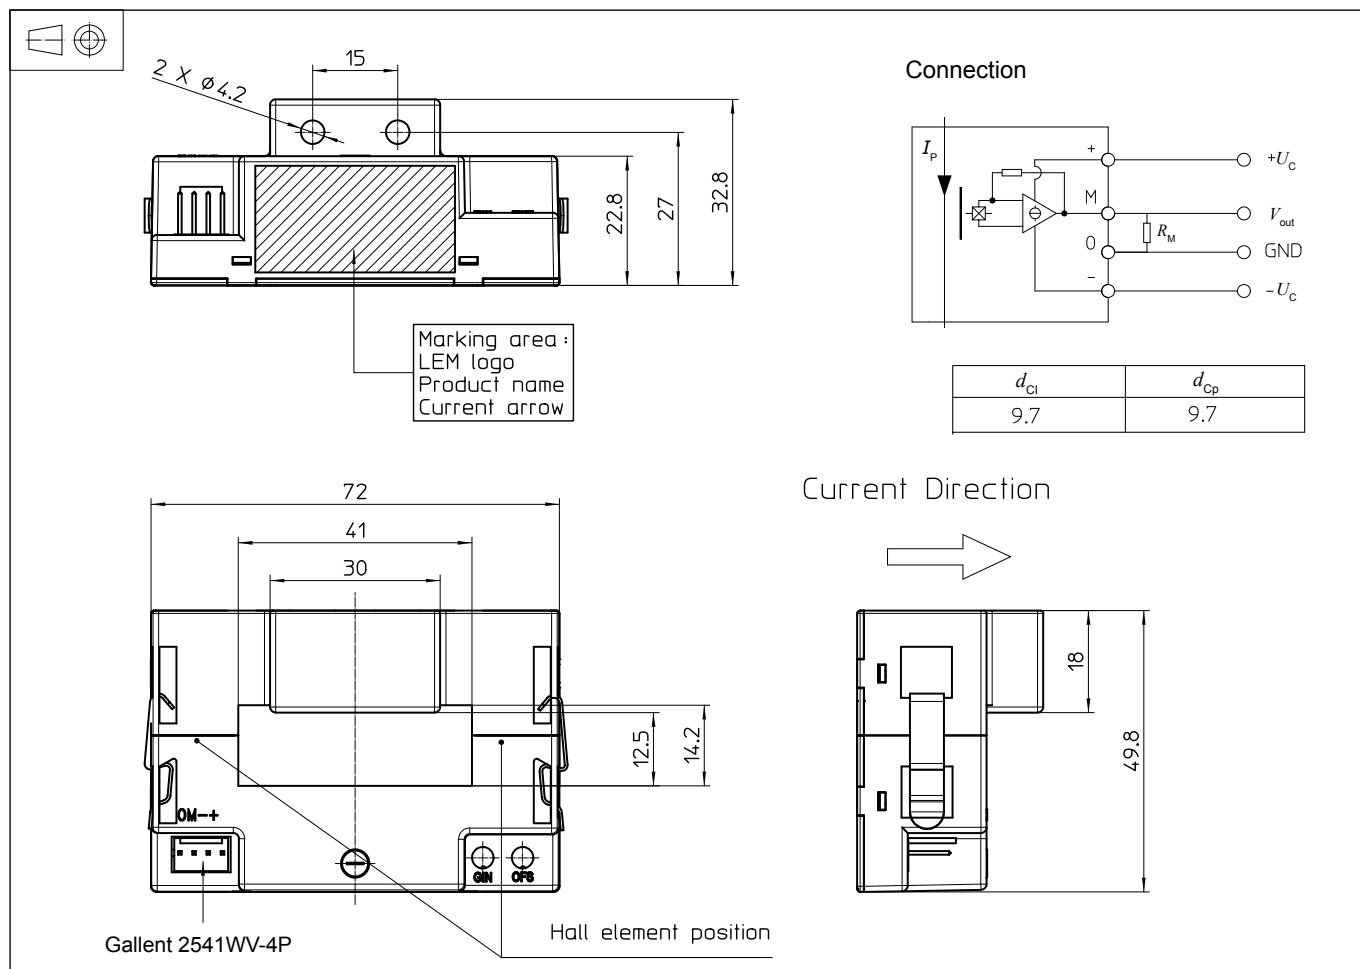 15
2 X ø4.2
22.8
27
32.8
Marking area :
LEM logo
Product name
Current arrow
Connection
I_P
+
+U_C
M
V_out
R_M
0
GND
-
-U_C
d_Cl d_Cp
9.7 9.7
72
41
30
12.5
14.2
OM-+
GIN OFS
Gallent 2541WV-4P
Hall element position
Current Direction
18
49.8